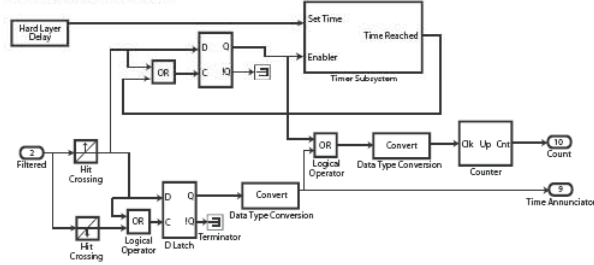 Hard Layer
Delay
Set Time
Time Reached
Enabler
Timer Subsystem
D Q
OR
C !Q
2
Filtered
Hit
Crossing
OR
Logical
Operator
Convert
Data Type Conversion
Clk Up Cnt
Counter
10
Count
D Q
C !Q
D Latch
OR
Logical
Operator
Hit
Crossing
Terminator
Convert
Data Type Conversion
9
Time Annunciator